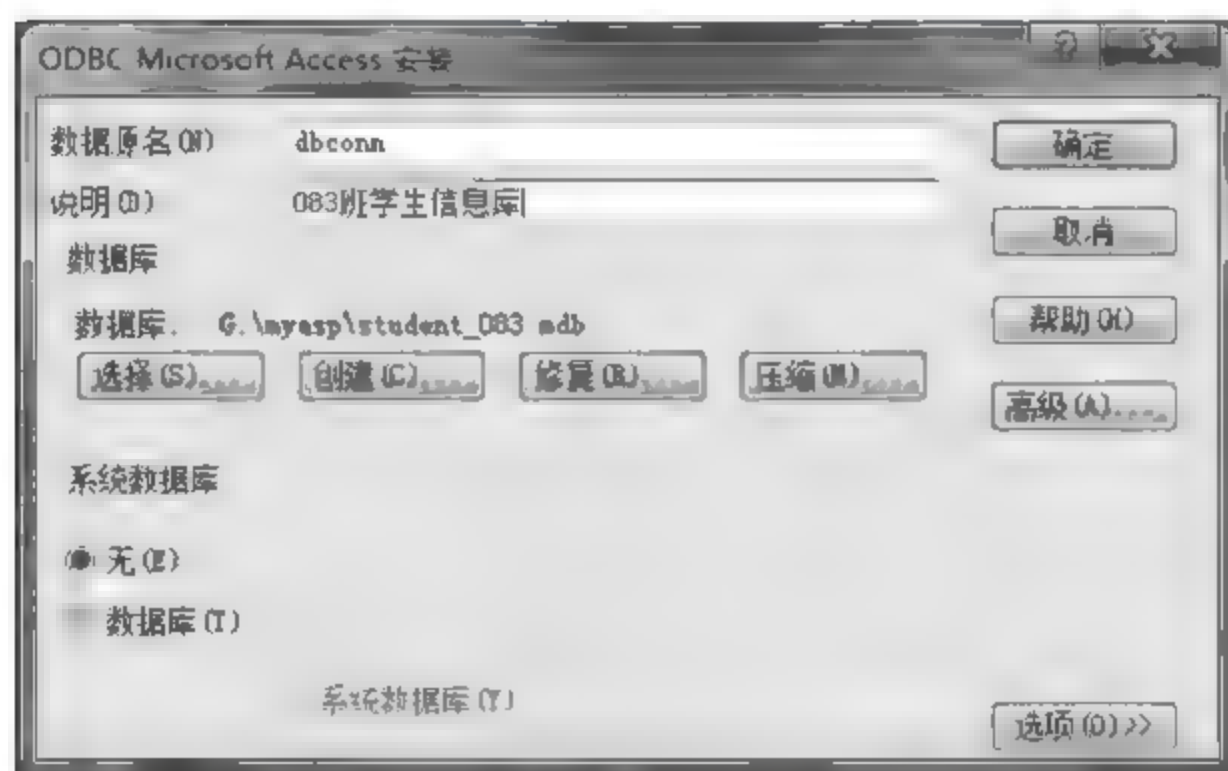 ODBC Microsoft Access 安装
数据原名(N) dbconn 确定
说明(D) 083班学生信息库 取消
数据库
数据库. G.\myasp\student_083 mdb 帮助(H)
选择(S)... 创建(C)... 修复(R)... 压缩(M)...
高级(A)...
系统数据库
无(E)
数据库(T)
系统数据库(Y)
选项(O)>>